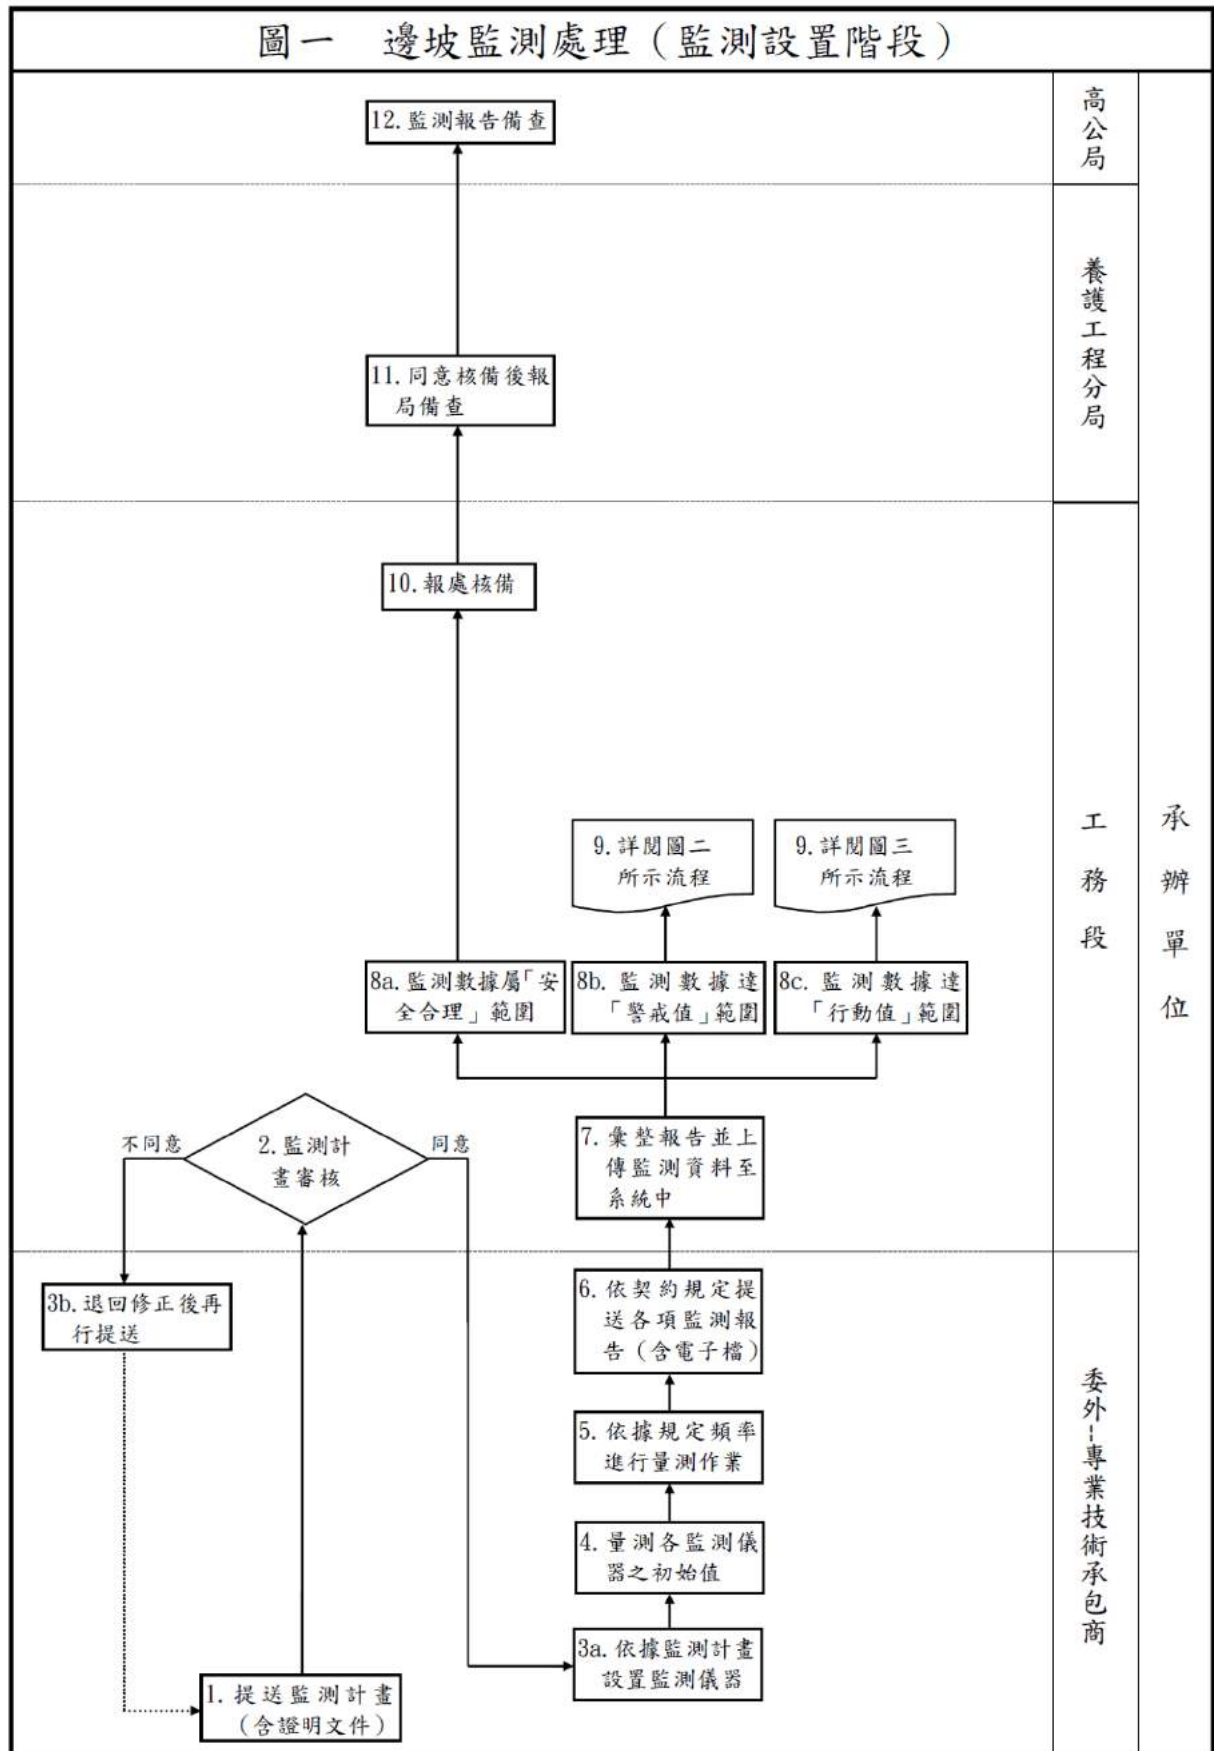 圖一 邊坡監測處理（監測設置階段）
12.監測報告備查
高公局
11.同意核備後報
局備查
養護工程分局
10.報處核備
9.詳閱圖二
所示流程
9.詳閱圖三
所示流程
8a.監測數據屬「安
全合理」範圍
8b.監測數據達
「警戒值」範圍
8c.監測數據達
「行動值」範圍
工務段
承辦單位
不同意
2.監測計
畫審核
同意
7.彙整報告並上
傳監測資料至
系統中
3b.退回修正後再
行提送
6.依契約規定提
送各項監測報
告（含電子檔）
5.依據規定頻率
進行量測作業
4.量測各監測儀
器之初始值
3a.依據監測計畫
設置監測儀器
1.提送監測計畫
（含證明文件）
委外--專業技術承包商